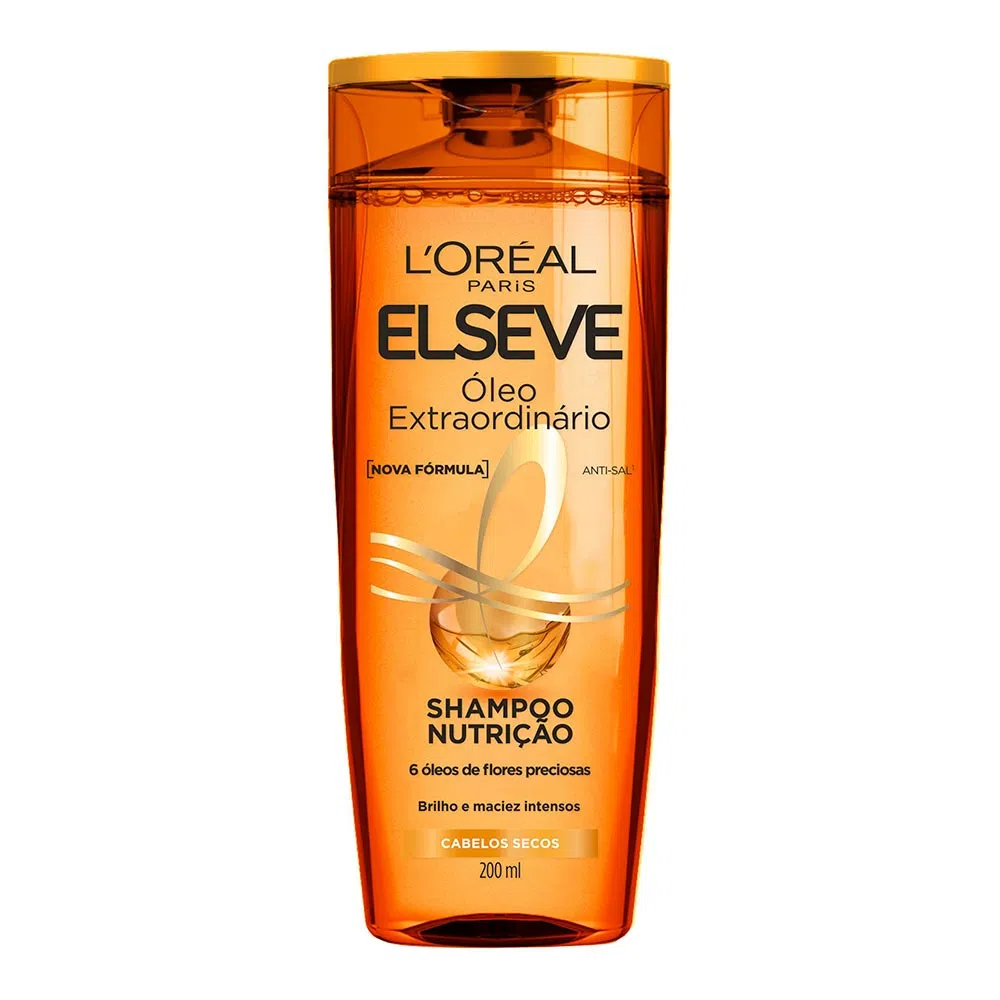 L'ORÉAL
PARIS
ELSEVE
Óleo
Extraordinário
[NOVA FÓRMULA] ANTI-SAL¹
SHAMPOO
NUTRIÇÃO
6 óleos de flores preciosas
Brilho e maciez intensos
CABELOS SECOS
200 ml